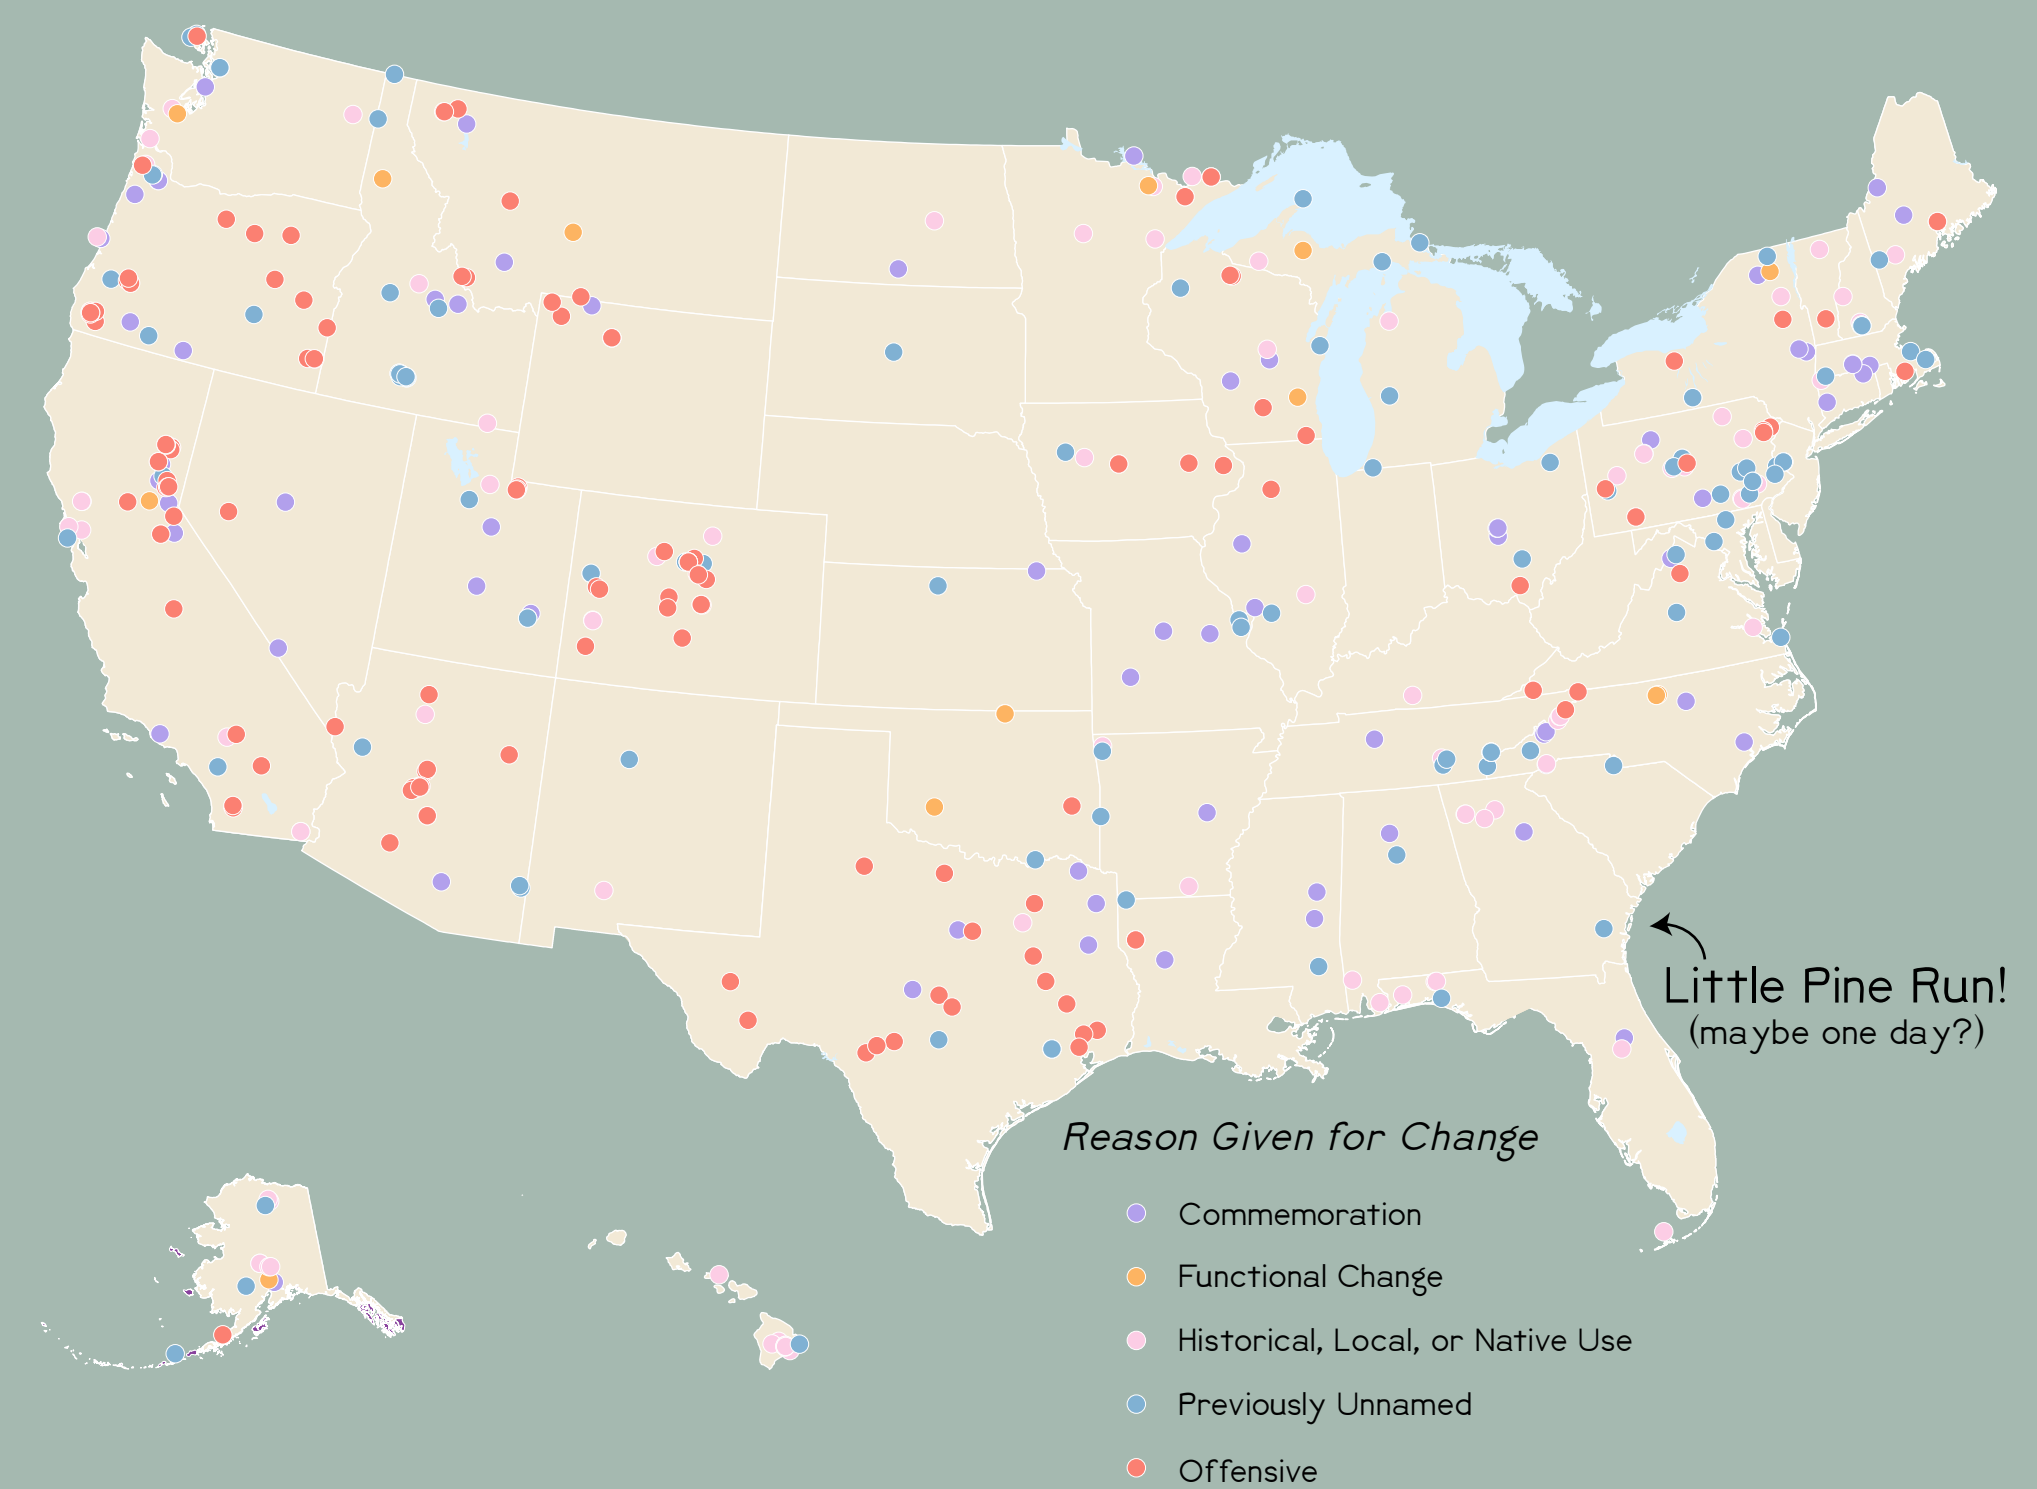 Little Pine Run!
(maybe one day?)
Reason Given for Change
Commemoration
Functional Change
Historical, Local, or Native Use
Previously Unnamed
Offensive